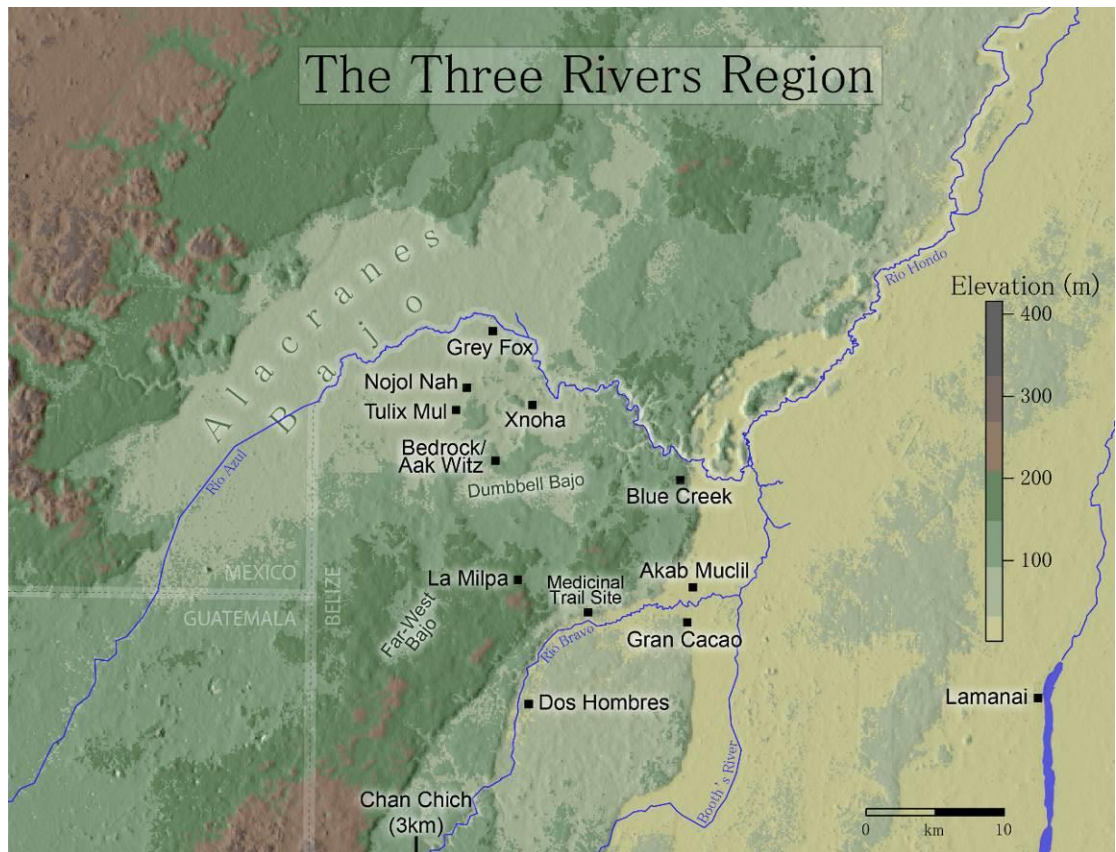 The Three Rivers Region
Alacranes
Bajo
Rio Hondo
Elevation (m)
400
300
200
100
Grey Fox
Nojol Nah
Tulix Mul
Xnoha
Bedrock/
Aak Witz
Rio Azul
Dumbbell Bajo
Blue Creek
MEXICO
GUATEMALA
BELIZE
La Milpa
Medicinal
Trail Site
Akab Muclil
Far-West
Bajo
Rio Bravo
Gran Cacao
Dos Hombres
Lamanai
Booth's River
Chan Chich
(3km)
0
km
10